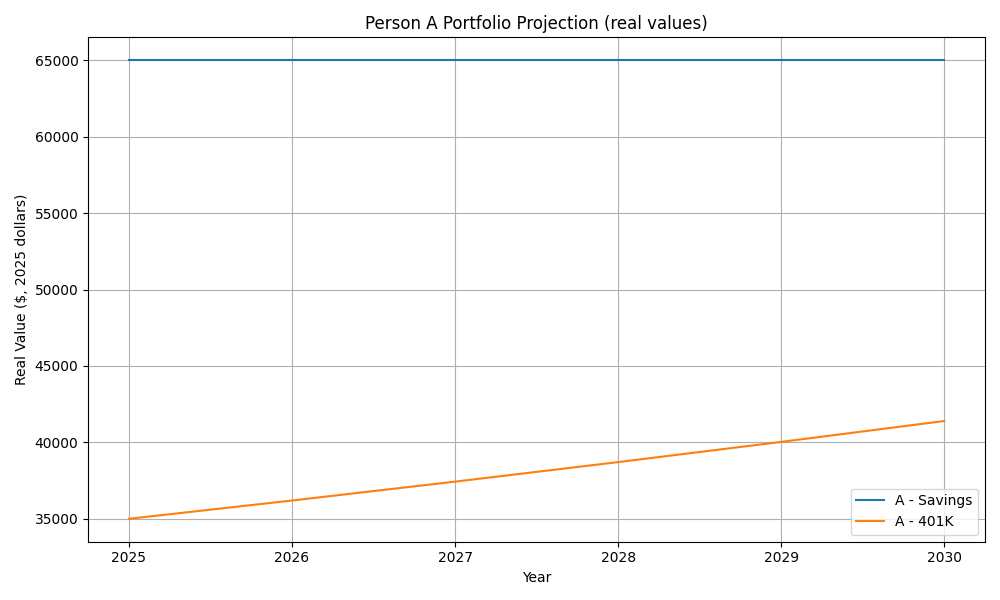 Person A Portfolio Projection (real values)
Real Value ($, 2025 dollars)
65000
60000
55000
50000
45000
40000
35000
A - Savings
A - 401K
2025 2026 2027 2028 2029 2030
Year